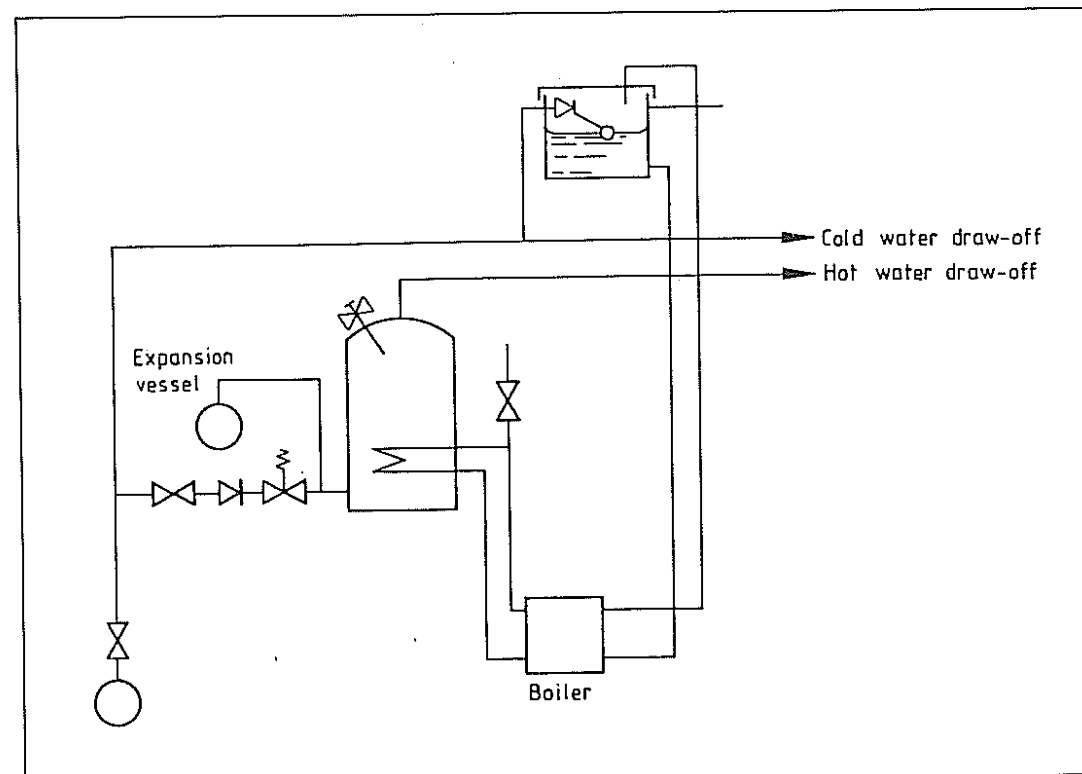 Cold water draw-off
Hot water draw-off
Expansion
vessel
Boiler